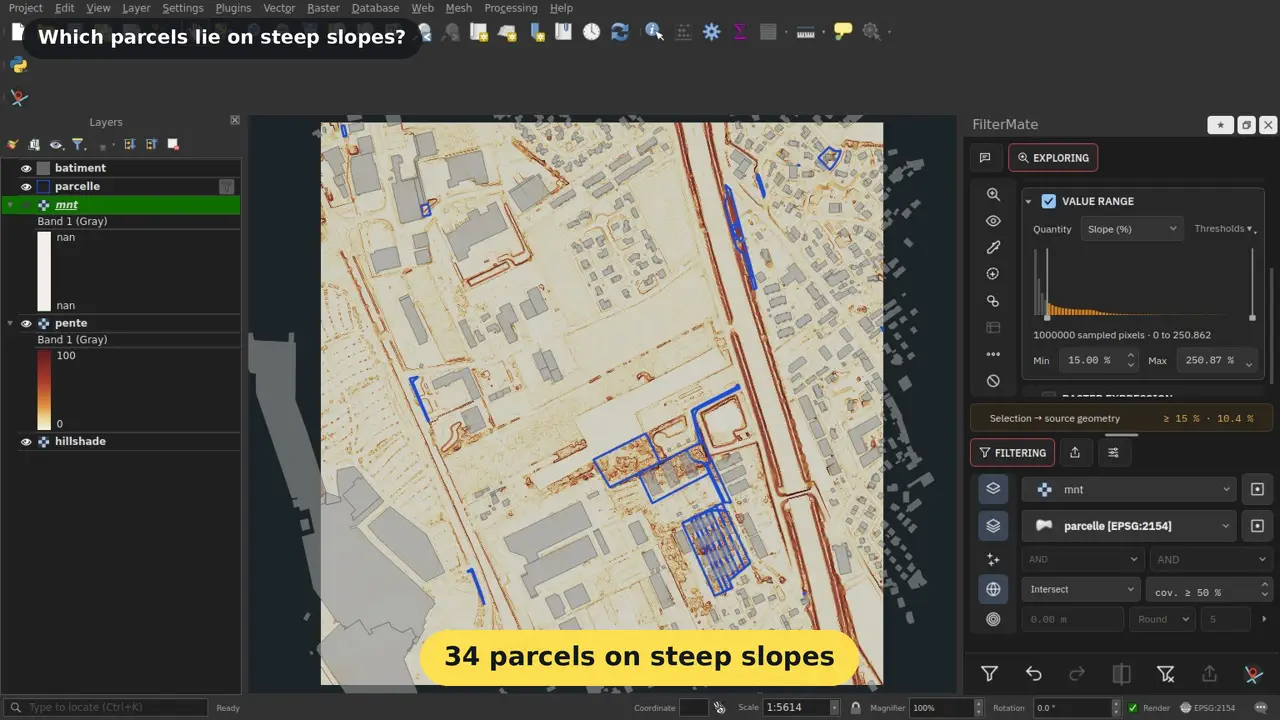 Project Edit View Layer Settings Plugins Vector Raster Database Web Mesh Processing Help
Which parcels lie on steep slopes?
Layers
batiment
parcelle
mnt
Band 1 (Gray)
nan
nan
pente
Band 1 (Gray)
100
0
hillshade
FilterMate
EXPLORING
VALUE RANGE
Quantity Slope (%) Thresholds
1000000 sampled pixels · 0 to 250.862
Min 15.00 % Max 250.87 %
Selection → source geometry ≥ 15 % · 10.4 %
FILTERING
mnt
parcelle [EPSG:2154]
AND AND
Intersect cov. ≥ 50 %
0.00 m Round 5
34 parcels on steep slopes
Type to locate (Ctrl+K) Ready Coordinate Scale 1:5614 Magnifier 100% Rotation 0.0 ° Render EPSG:2154